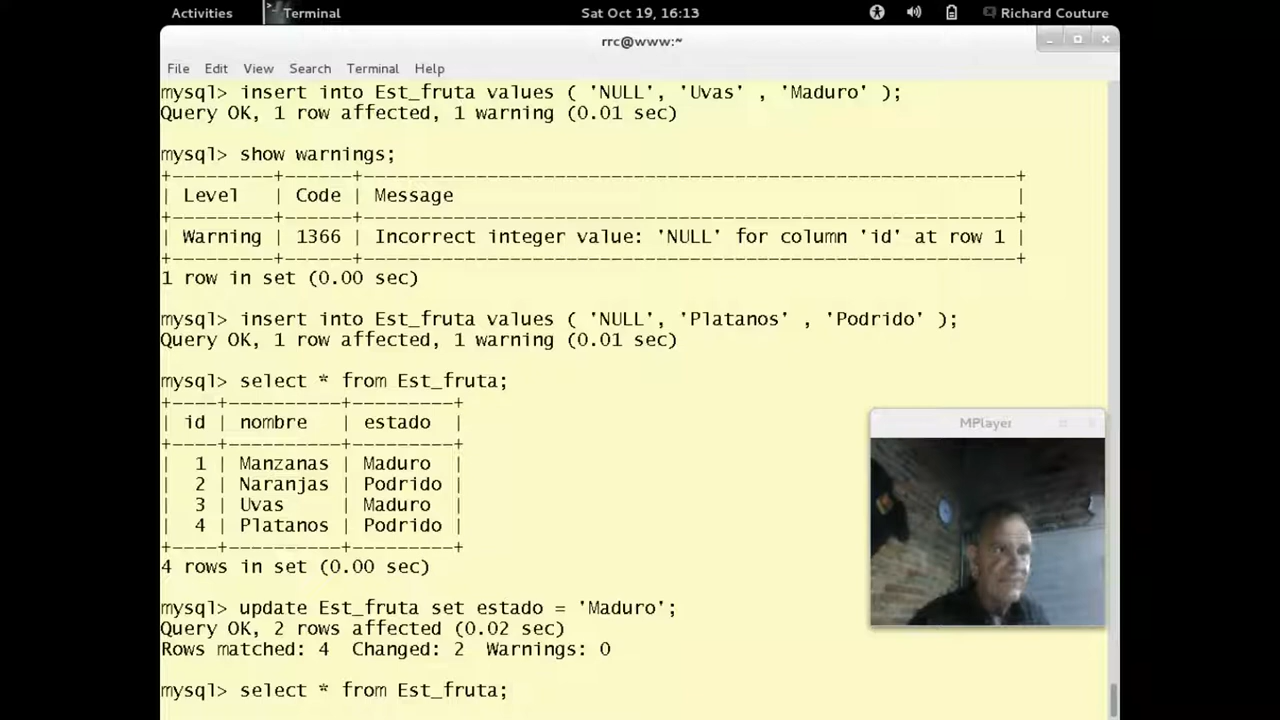 Activities Terminal Sat Oct 19, 16:13 Richard Couture
rrc@www:~
File Edit View Search Terminal Help
mysql> insert into Est_fruta values ( 'NULL', 'Uvas' , 'Maduro' );
Query OK, 1 row affected, 1 warning (0.01 sec)
mysql> show warnings;
+---------+------+----------------------------------------------------------+
| Level   | Code | Message                                                  |
+---------+------+----------------------------------------------------------+
| Warning | 1366 | Incorrect integer value: 'NULL' for column 'id' at row 1 |
+---------+------+----------------------------------------------------------+
1 row in set (0.00 sec)
mysql> insert into Est_fruta values ( 'NULL', 'Platanos' , 'Podrido' );
Query OK, 1 row affected, 1 warning (0.01 sec)
mysql> select * from Est_fruta;
+----+----------+---------+
| id | nombre   | estado  |
+----+----------+---------+
|  1 | Manzanas | Maduro  |
|  2 | Naranjas | Podrido |
|  3 | Uvas     | Maduro  |
|  4 | Platanos | Podrido |
+----+----------+---------+
4 rows in set (0.00 sec)
MPlayer
mysql> update Est_fruta set estado = 'Maduro';
Query OK, 2 rows affected (0.02 sec)
Rows matched: 4  Changed: 2  Warnings: 0
mysql> select * from Est_fruta;